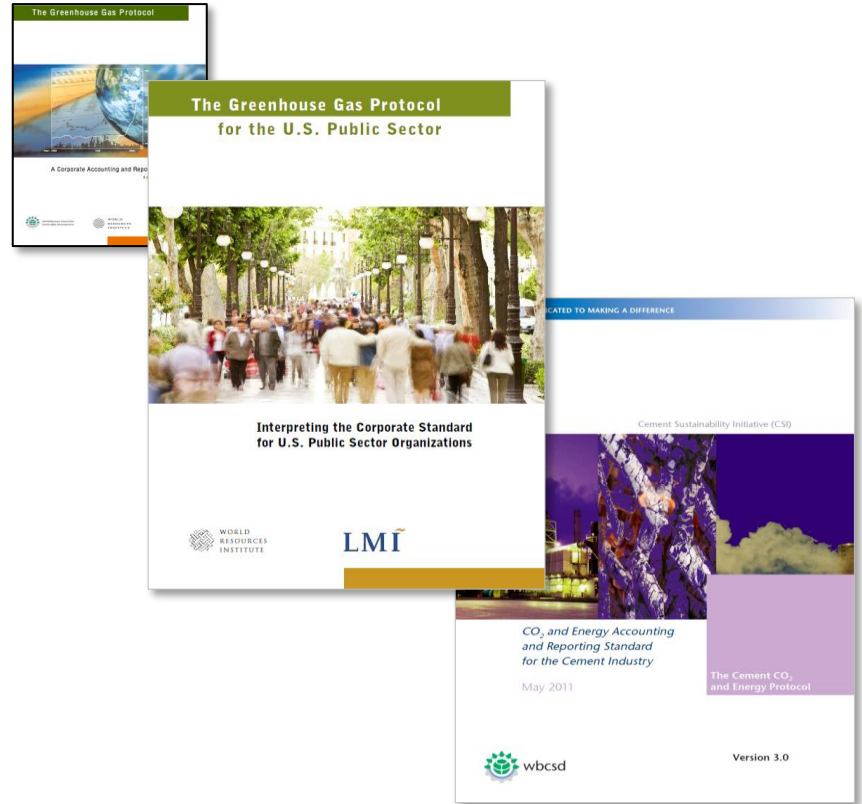 The Greenhouse Gas Protocol
A Corporate Accounting and Repo
WORLD
RESOURCES
INSTITUTE
The Greenhouse Gas Protocol
for the U.S. Public Sector
Interpreting the Corporate Standard
for U.S. Public Sector Organizations
WORLD
RESOURCES
INSTITUTE
LMI
ICATED TO MAKING A DIFFERENCE
Cement Sustainability Initiative (CSI)
CO₂ and Energy Accounting
and Reporting Standard
for the Cement Industry
May 2011
The Cement CO₂
and Energy Protocol
wbcsd
Version 3.0